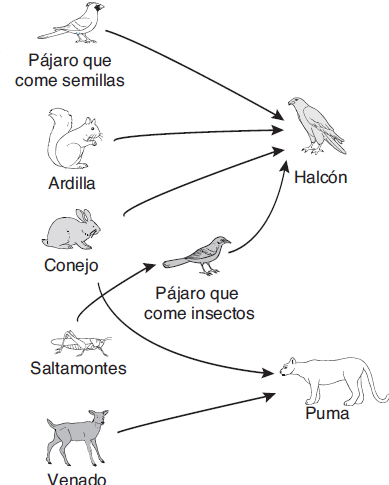 Pájaro que
come semillas
Ardilla
Halcón
Conejo
Pájaro que
come insectos
Saltamontes
Puma
Venado